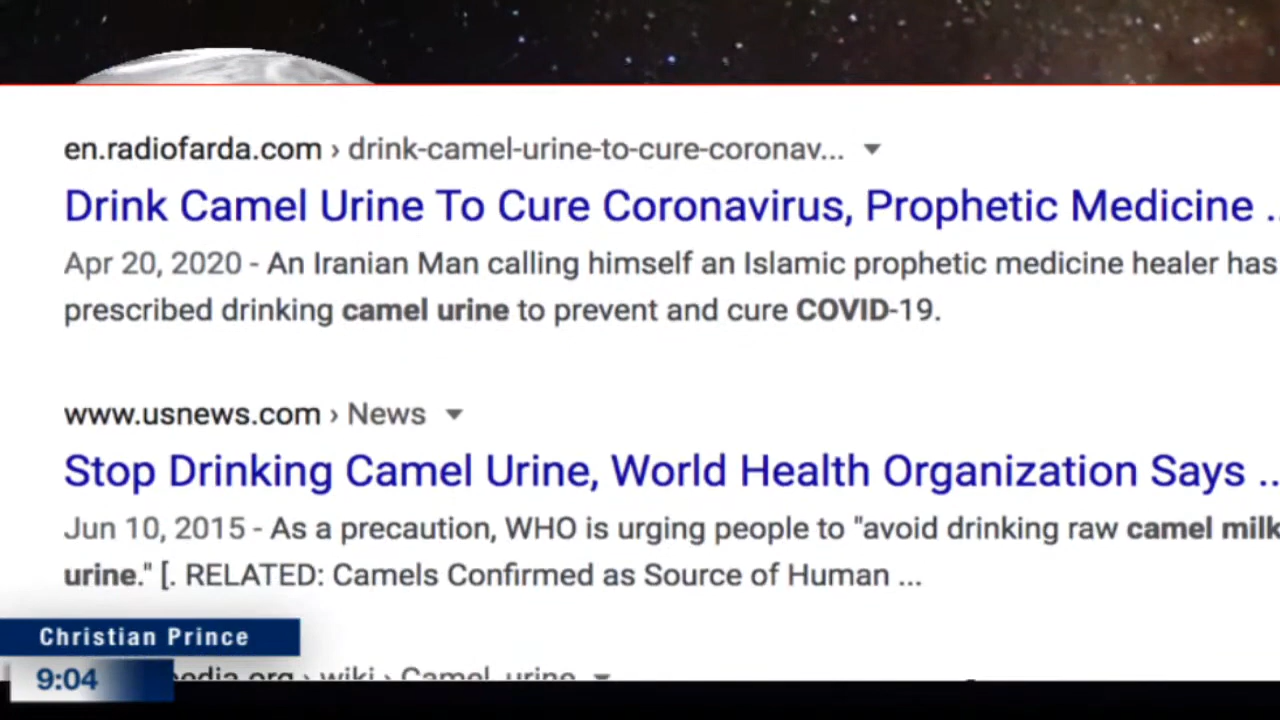 en.radiofarda.com › drink-camel-urine-to-cure-coronav...
Drink Camel Urine To Cure Coronavirus, Prophetic Medicine ..
Apr 20, 2020 - An Iranian Man calling himself an Islamic prophetic medicine healer has
prescribed drinking camel urine to prevent and cure COVID-19.
www.usnews.com › News
Stop Drinking Camel Urine, World Health Organization Says ..
Jun 10, 2015 - As a precaution, WHO is urging people to "avoid drinking raw camel milk
urine." [. RELATED: Camels Confirmed as Source of Human ...
Christian Prince
9:04
edia.org › wiki › Camel_urine